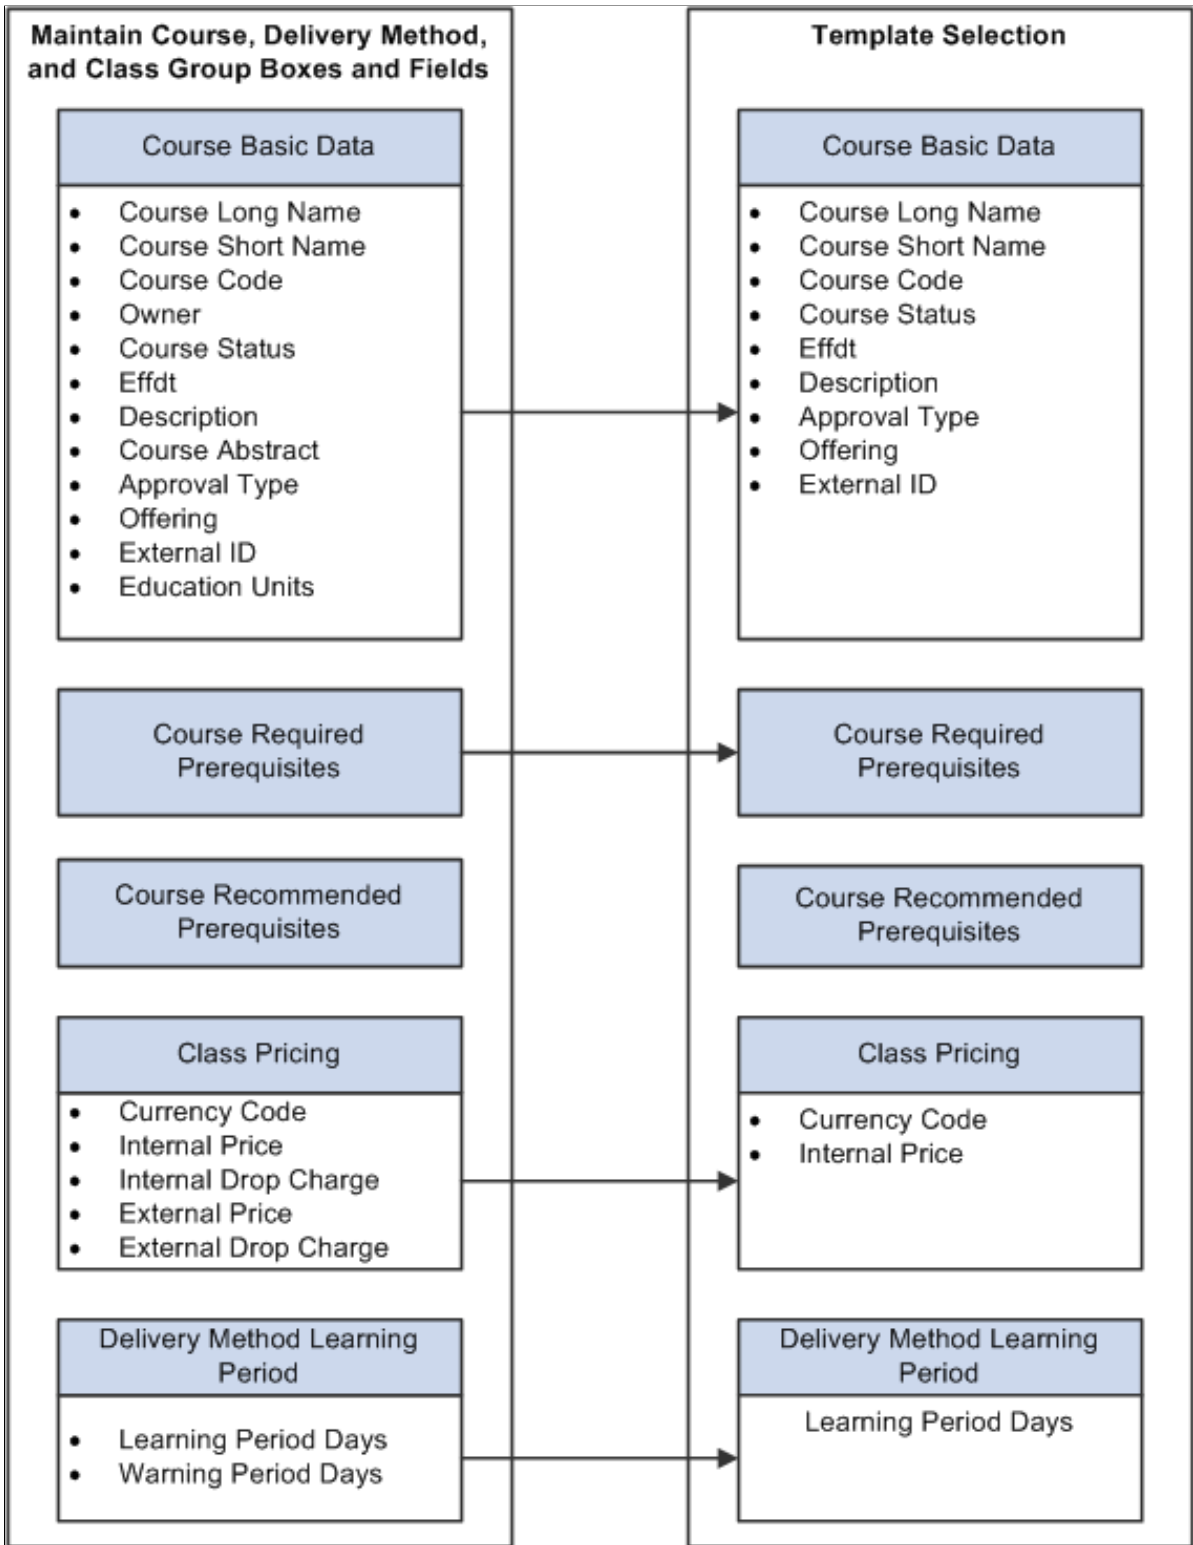 Maintain Course, Delivery Method,
and Class Group Boxes and Fields
Course Basic Data
• Course Long Name
• Course Short Name
• Course Code
• Owner
• Course Status
• Effdt
• Description
• Course Abstract
• Approval Type
• Offering
• External ID
• Education Units
Course Required
Prerequisites
Course Recommended
Prerequisites
Class Pricing
• Currency Code
• Internal Price
• Internal Drop Charge
• External Price
• External Drop Charge
Delivery Method Learning
Period
• Learning Period Days
• Warning Period Days
Template Selection
Course Basic Data
• Course Long Name
• Course Short Name
• Course Code
• Course Status
• Effdt
• Description
• Approval Type
• Offering
• External ID
Course Required
Prerequisites
Course Recommended
Prerequisites
Class Pricing
• Currency Code
• Internal Price
Delivery Method Learning
Period
Learning Period Days